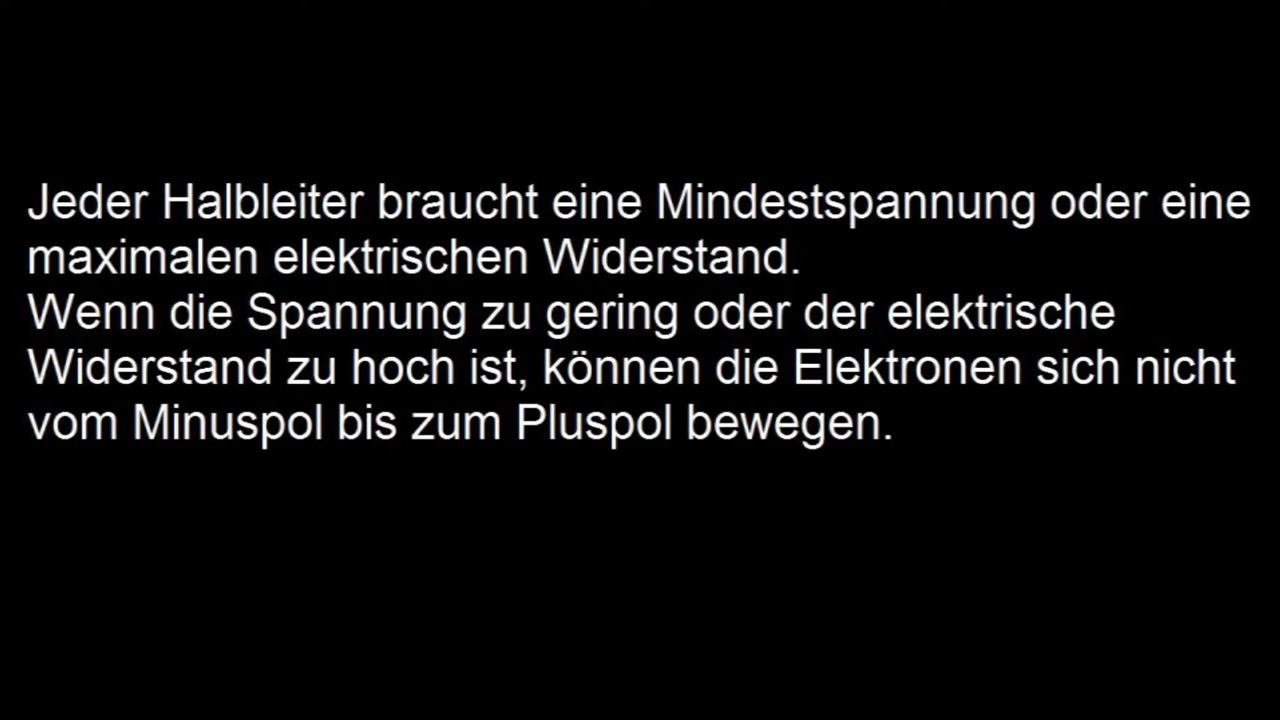 Jeder Halbleiter braucht eine Mindestspannung oder eine
maximalen elektrischen Widerstand.
Wenn die Spannung zu gering oder der elektrische
Widerstand zu hoch ist, können die Elektronen sich nicht
vom Minuspol bis zum Pluspol bewegen.